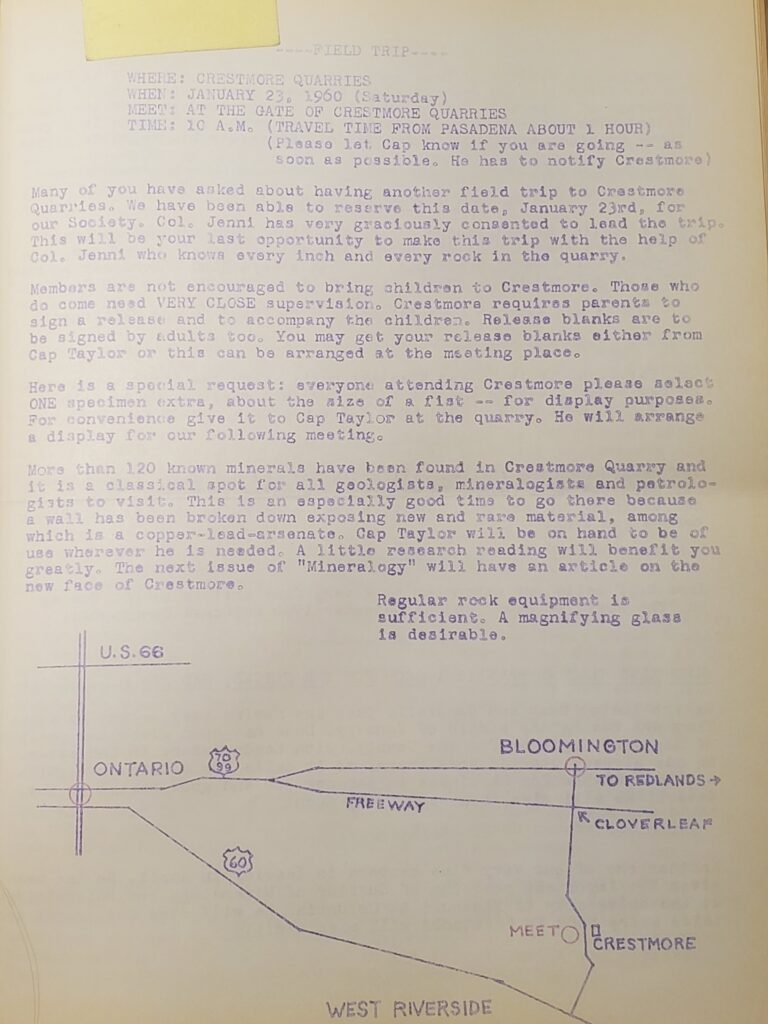 ----FIELD TRIP----
WHERE: CRESTMORE QUARRIES
WHEN: JANUARY 23, 1960 (Saturday)
MEET: AT THE GATE OF CRESTMORE QUARRIES
TIME: 10 A.M. (TRAVEL TIME FROM PASADENA ABOUT 1 HOUR)
(Please let Cap know if you are going -- as
soon as possible. He has to notify Crestmore)
Many of you have asked about having another field trip to Crestmore
Quarries. We have been able to reserve this date, January 23rd, for
our Society. Col. Jenni has very graciously consented to lead the trip.
This will be your last opportunity to make this trip with the help of
Col. Jenni who knows every inch and every rock in the quarry.
Members are not encouraged to bring children to Crestmore. Those who
do come need VERY CLOSE supervision. Crestmore requires parents to
sign a release and to accompany the children. Release blanks are to
be signed by adults too. You may get your release blanks either from
Cap Taylor or this can be arranged at the meeting place.
Here is a special request: everyone attending Crestmore please select
ONE specimen extra, about the size of a fist -- for display purposes.
For convenience give it to Cap Taylor at the quarry. He will arrange
a display for our following meeting.
More than 120 known minerals have been found in Crestmore Quarry and
it is a classical spot for all geologists, mineralogists and petrolo-
gists to visit. This is an especially good time to go there because
a wall has been broken down exposing new and rare material, among
which is a copper-lead-arsenate. Cap Taylor will be on hand to be of
use wherever he is needed. A little research reading will benefit you
greatly. The next issue of "Mineralogy" will have an article on the
new face of Crestmore.
Regular rock equipment is
sufficient. A magnifying glass
is desirable.
U.S.66
BLOOMINGTON
ONTARIO
70
99
TO REDLANDS →
FREEWAY
CLOVERLEAF
60
MEET
CRESTMORE
WEST RIVERSIDE